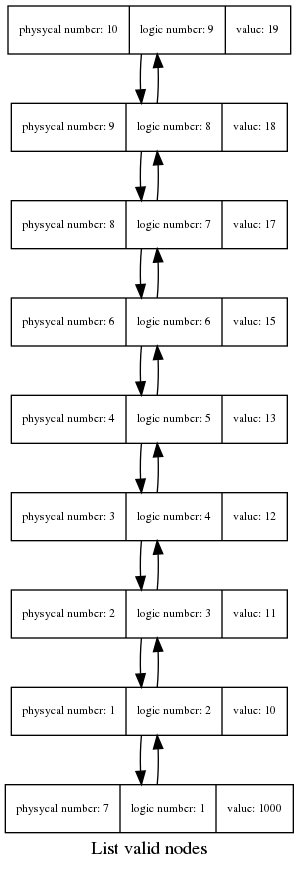 physycal number: 10 logic number: 9 value: 19
physycal number: 9 logic number: 8 value: 18
physycal number: 8 logic number: 7 value: 17
physycal number: 6 logic number: 6 value: 15
physycal number: 4 logic number: 5 value: 13
physycal number: 3 logic number: 4 value: 12
physycal number: 2 logic number: 3 value: 11
physycal number: 1 logic number: 2 value: 10
physycal number: 7 logic number: 1 value: 1000
List valid nodes